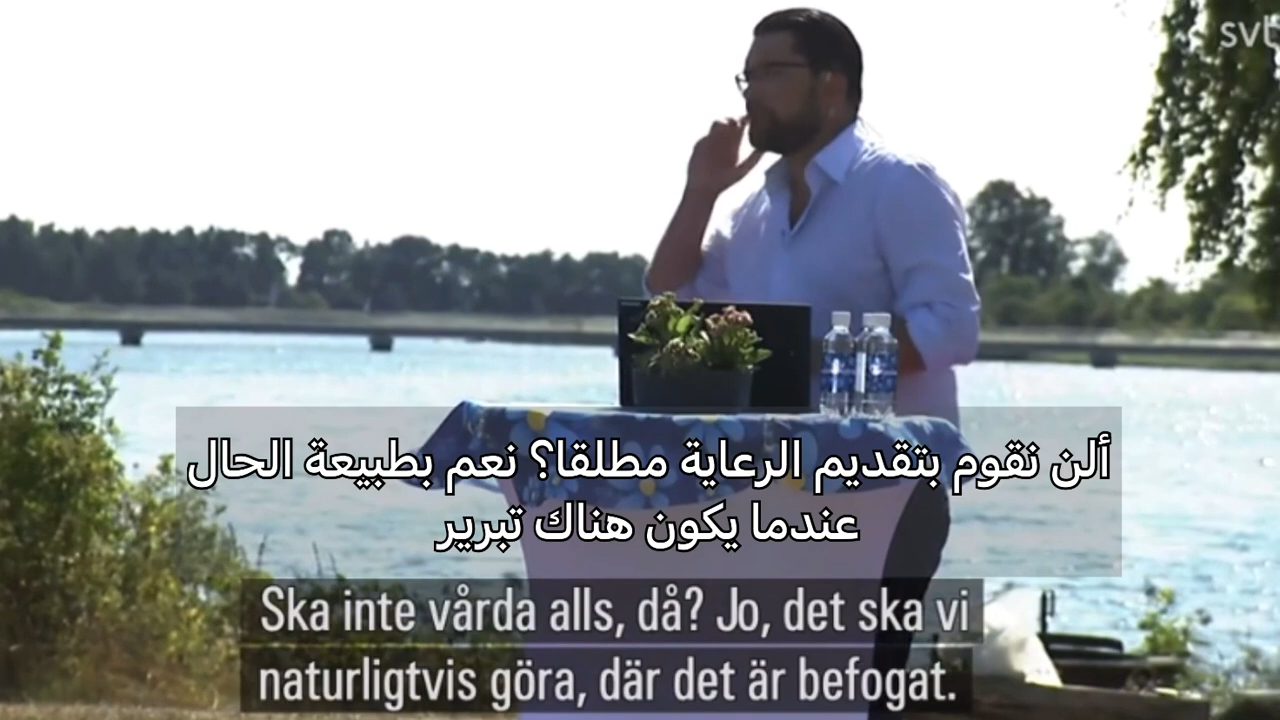 svt
ألن نقوم بتقديم الرعاية مطلقا؟ نعم بطبيعة الحال
عندما يكون هناك تبرير
Ska inte vårda alls, då? Jo, det ska vi
naturligtvis göra, där det är befogat.